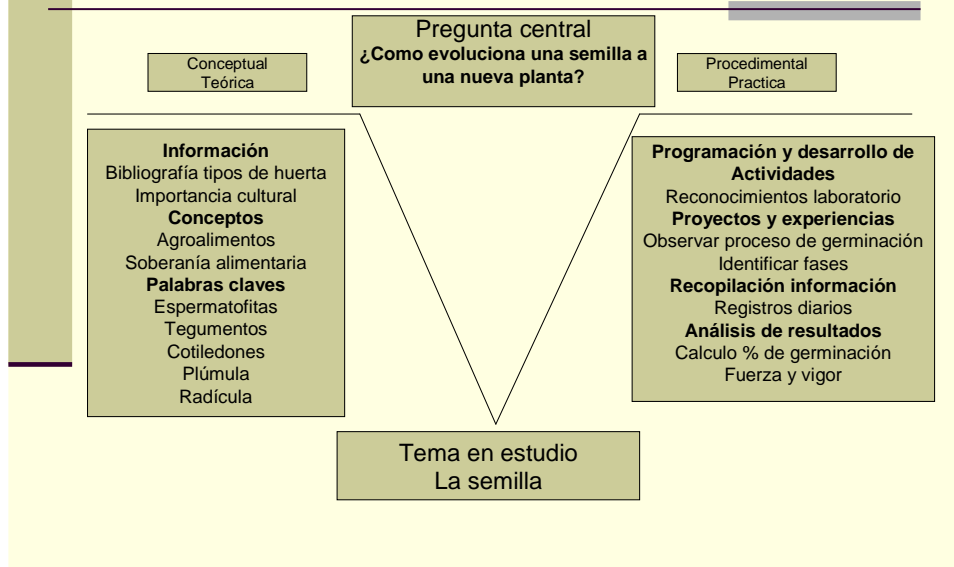 Pregunta central
¿Como evoluciona una semilla a
una nueva planta?
Conceptual
Teórica
Procedimental
Practica
Información
Bibliografía tipos de huerta
Importancia cultural
Conceptos
Agroalimentos
Soberanía alimentaria
Palabras claves
Espermatofitas
Tegumentos
Cotiledones
Plúmula
Radícula
Programación y desarrollo de
Actividades
Reconocimientos laboratorio
Proyectos y experiencias
Observar proceso de germinación
Identificar fases
Recopilación información
Registros diarios
Análisis de resultados
Calculo % de germinación
Fuerza y vigor
Tema en estudio
La semilla